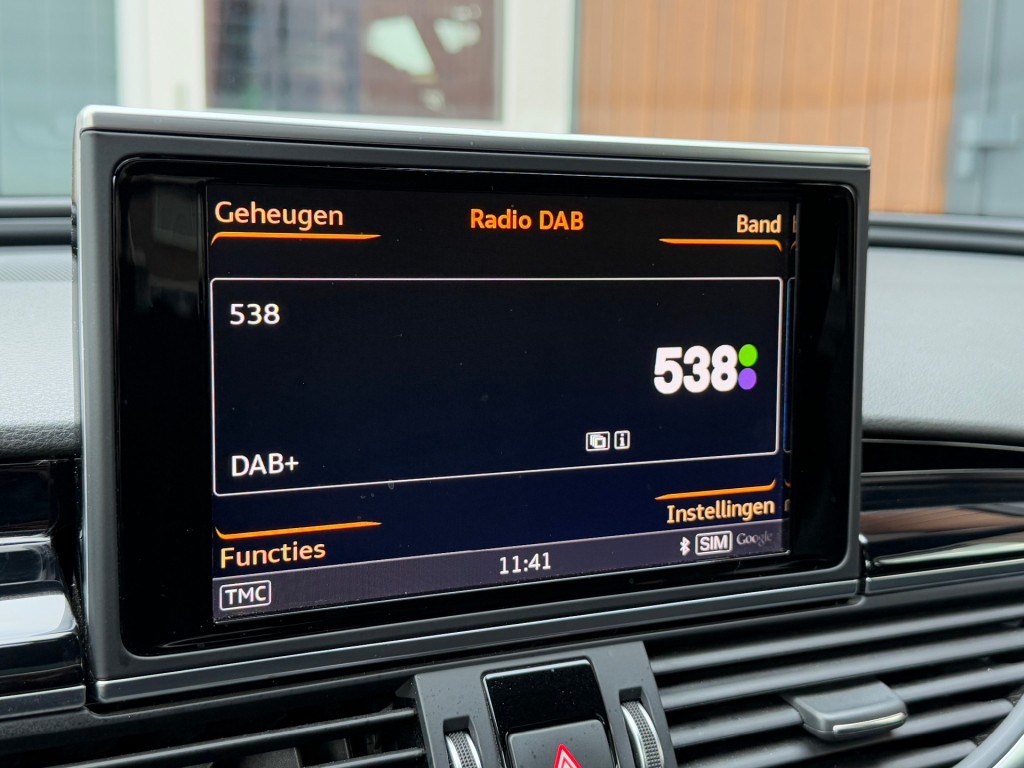 Geheugen
Radio DAB
Band
538
538
DAB+
Functies
Instellingen
TMC
11:41
SIM
Google